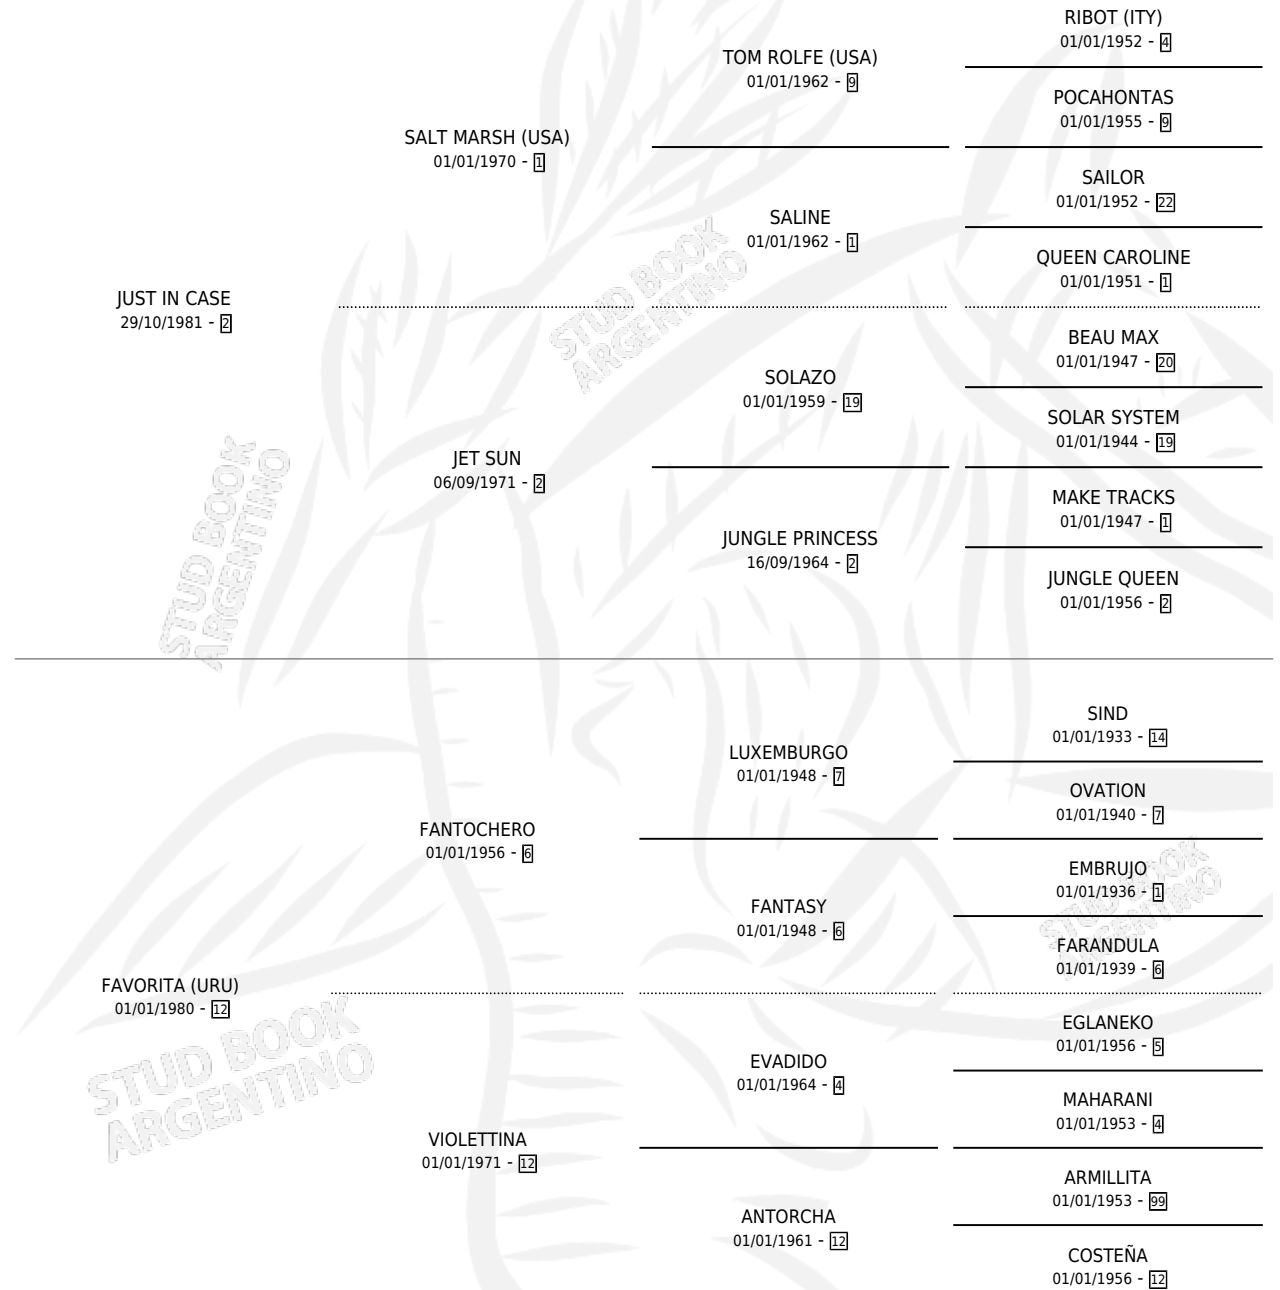 RIBOT (ITY)
01/01/1952 - 4
TOM ROLFE (USA)
01/01/1962 - 9
POCAHONTAS
01/01/1955 - 9
SALT MARSH (USA)
01/01/1970 - 1
SAILOR
01/01/1952 - 22
SALINE
01/01/1962 - 1
QUEEN CAROLINE
01/01/1951 - 1
JUST IN CASE
29/10/1981 - 2
STUD BOOK
ARGENTINO
BEAU MAX
01/01/1947 - 20
SOLAZO
01/01/1959 - 19
SOLAR SYSTEM
01/01/1944 - 19
JET SUN
06/09/1971 - 2
MAKE TRACKS
01/01/1947 - 1
JUNGLE PRINCESS
16/09/1964 - 2
JUNGLE QUEEN
01/01/1956 - 2
STUD BOOK
ARGENTINO
SIND
01/01/1933 - 14
LUXEMBURGO
01/01/1948 - 7
OVATION
01/01/1940 - 7
FANTOCHERO
01/01/1956 - 6
EMBRUJO
01/01/1936 - 1
FANTASY
01/01/1948 - 6
FARANDULA
01/01/1939 - 6
STUD BOOK
ARGENTINO
FAVORITA (URU)
01/01/1980 - 12
STUD BOOK
ARGENTINO
EGLANEKO
01/01/1956 - 5
EVADIDO
01/01/1964 - 4
MAHARANI
01/01/1953 - 4
VIOLETTINA
01/01/1971 - 12
ARMILLITA
01/01/1953 - 99
ANTORCHA
01/01/1961 - 12
COSTEÑA
01/01/1956 - 12